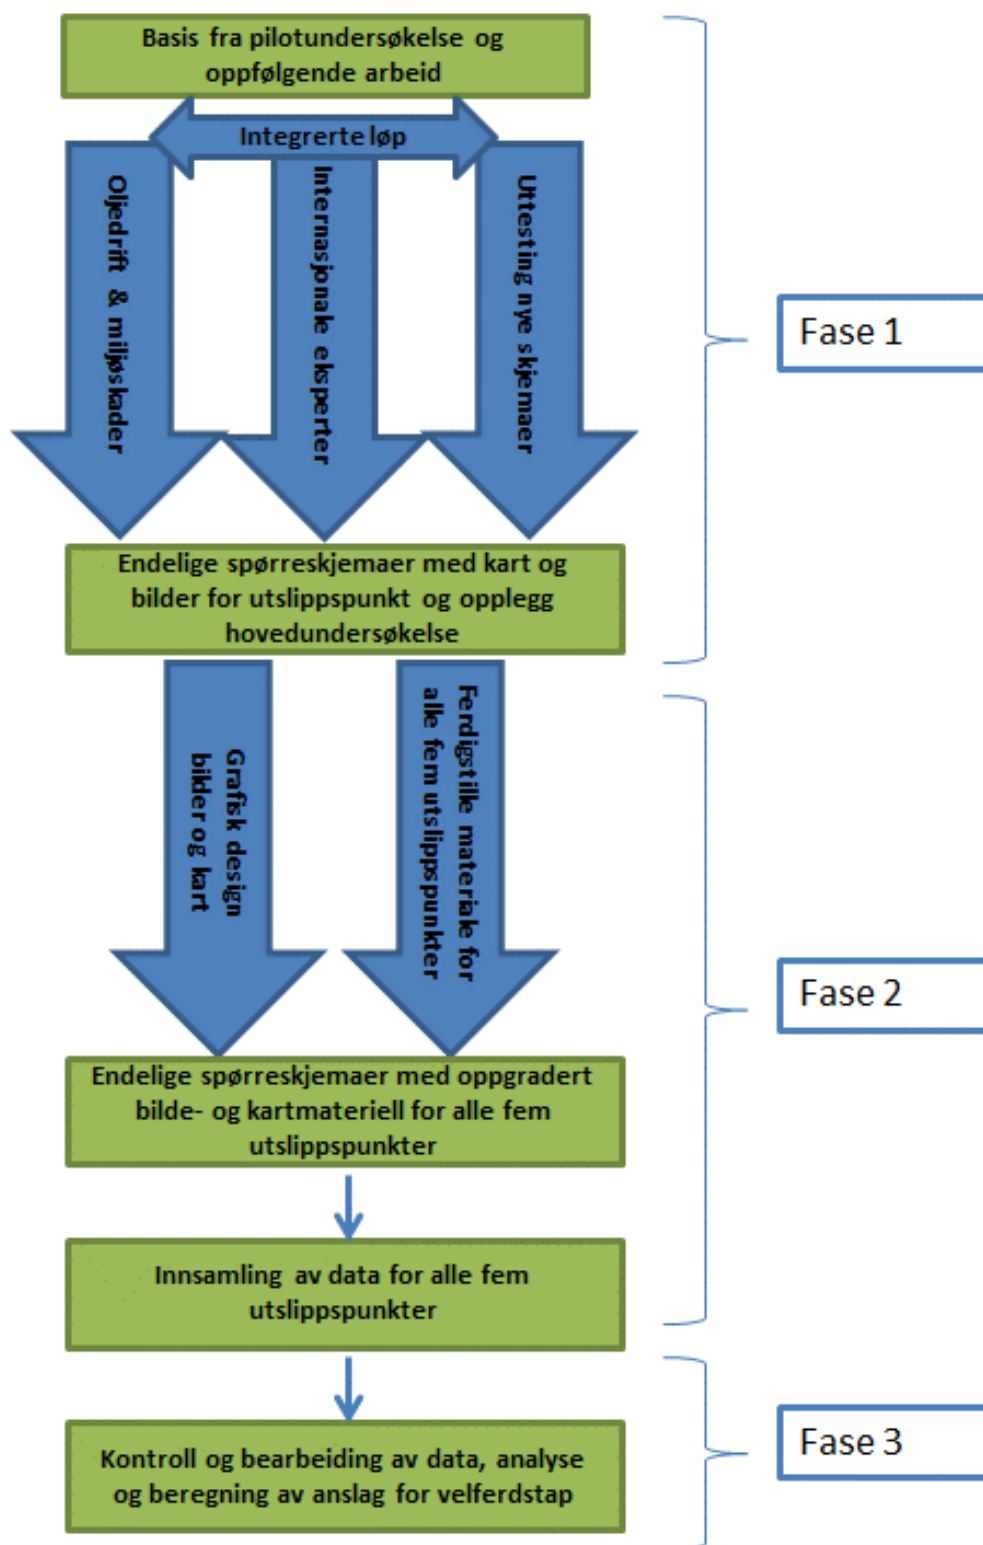 Basis fra pilotundersøkelse og
oppfølgende arbeid
Integrerte løp
Oljedrift & miljøskader
Internasjonale eksperter
Uttesting nye skjemaer
Fase 1
Endelige spørreskjemaer med kart og
bilder for utslippspunkt og opplegg
hovedundersøkelse
Grafisk design
bilder og kart
Ferdigstille materiale for
alle fem utslippspunkter
Fase 2
Endelige spørreskjemaer med oppgradert
bilde- og kartmateriell for alle fem
utslippspunkter
Innsamling av data for alle fem
utslippspunkter
Fase 3
Kontroll og bearbeiding av data, analyse
og beregning av anslag for velferdstap